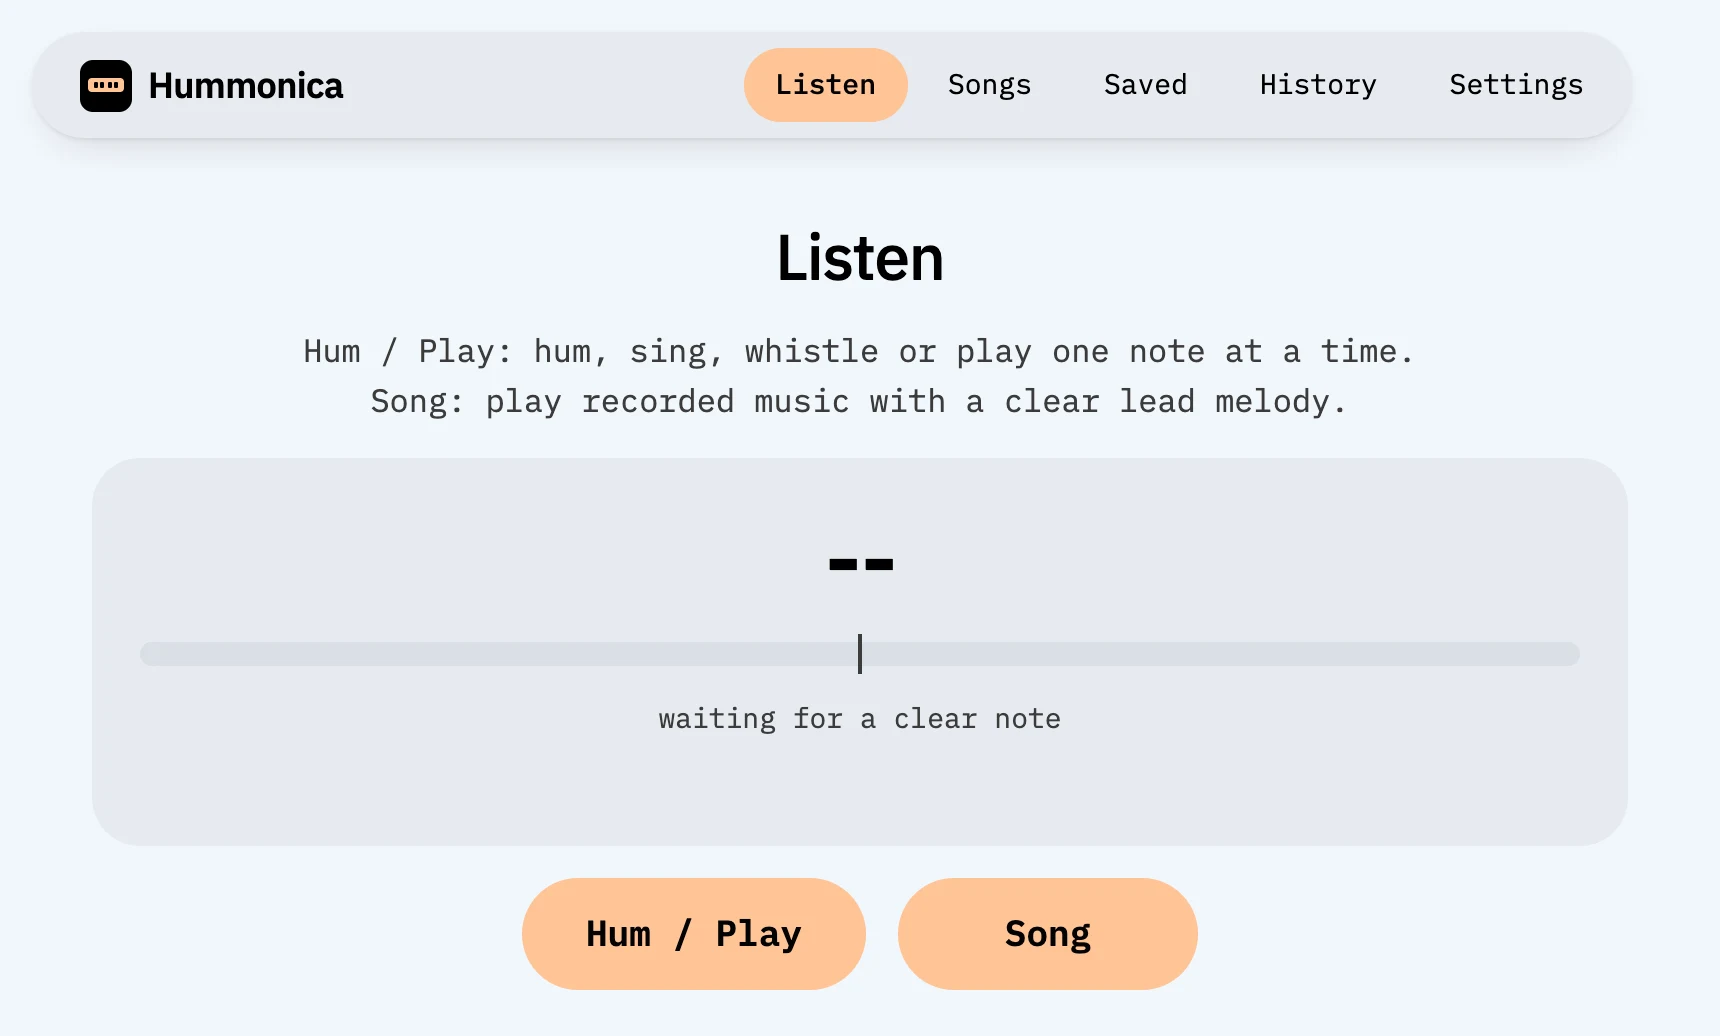 Hummonica
Listen Songs Saved History Settings
Listen
Hum / Play: hum, sing, whistle or play one note at a time.
Song: play recorded music with a clear lead melody.
--
waiting for a clear note
Hum / Play
Song